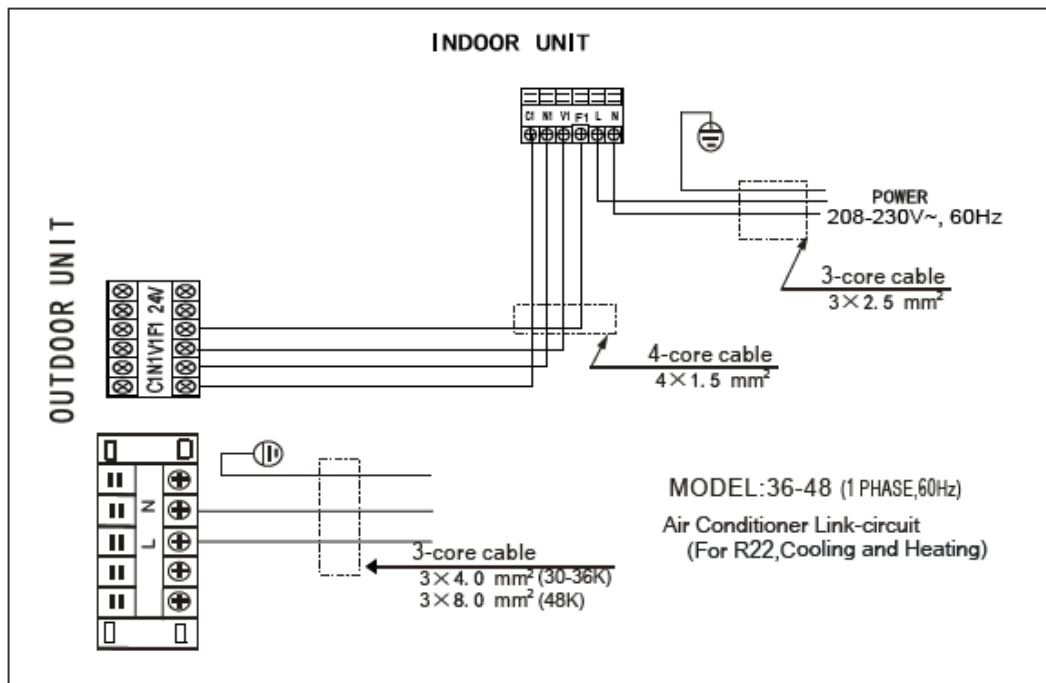 INDOOR UNIT
C1 N1 V1 F1 L N
POWER
208-230V~, 60Hz
3-core cable
3×2.5 mm²
OUTDOOR UNIT
C1N1V1F1 24V
4-core cable
4×1.5 mm²
L N
3-core cable
3×4.0 mm² (30-36K)
3×8.0 mm² (48K)
MODEL:36-48 (1 PHASE,60Hz)
Air Conditioner Link-circuit
(For R22,Cooling and Heating)